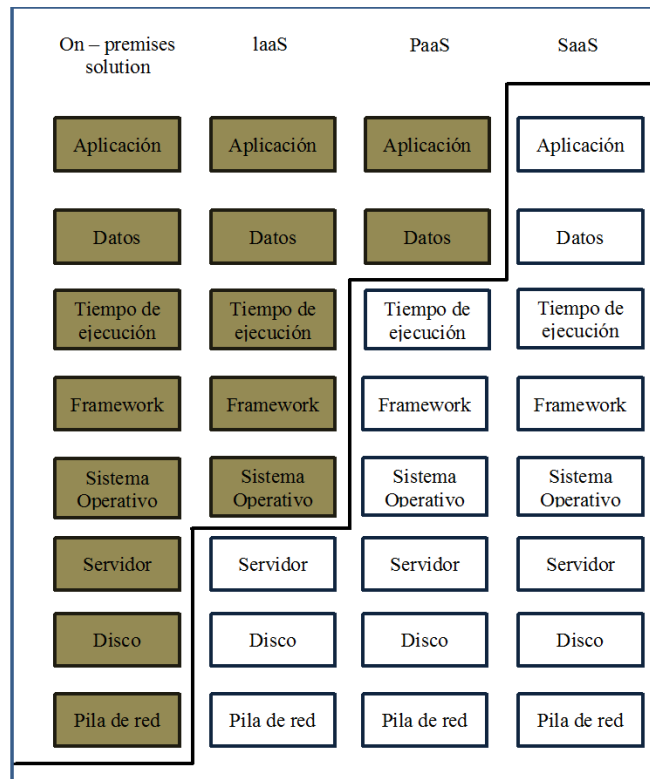 On – premises solution
IaaS
PaaS
SaaS
Aplicación
Aplicación
Aplicación
Aplicación
Datos
Datos
Datos
Datos
Tiempo de
ejecución
Tiempo de
ejecución
Tiempo de
ejecución
Tiempo de
ejecución
Framework
Framework
Framework
Framework
Sistema
Operativo
Sistema
Operativo
Sistema
Operativo
Sistema
Operativo
Servidor
Servidor
Servidor
Servidor
Disco
Disco
Disco
Disco
Pila de red
Pila de red
Pila de red
Pila de red